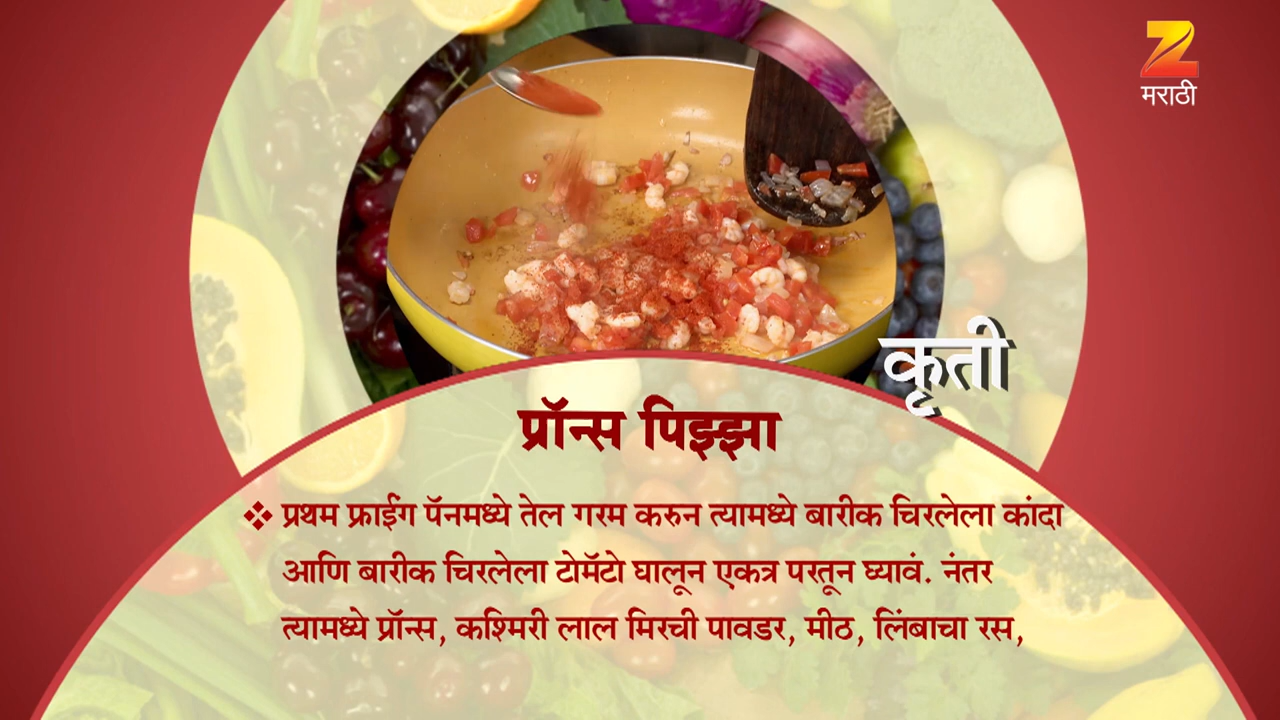 मराठी
कृती
प्रॉन्स पिझ्झा
❖ प्रथम फ्राईंग पॅनमध्ये तेल गरम करुन त्यामध्ये बारीक चिरलेला कांदा
आणि बारीक चिरलेला टोमॅटो घालून एकत्र परतून घ्यावं. नंतर
त्यामध्ये प्रॉन्स, कश्मिरी लाल मिरची पावडर, मीठ, लिंबाचा रस,